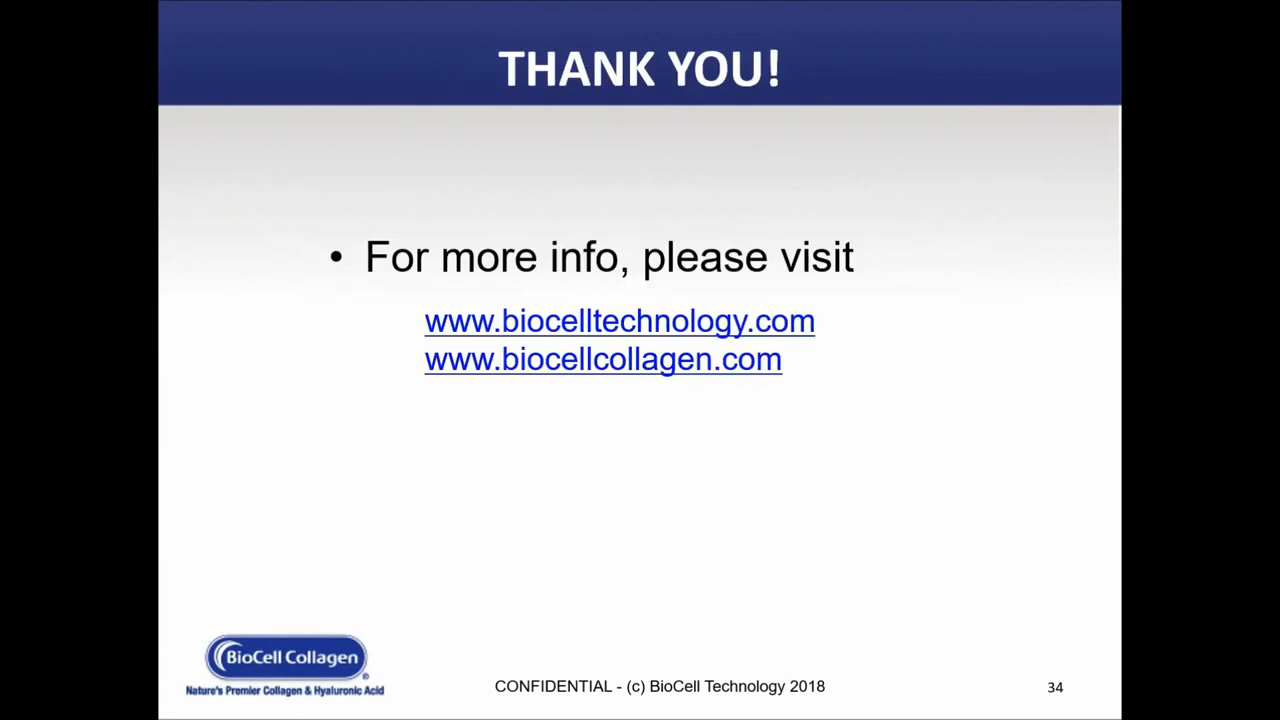 THANK YOU!
• For more info, please visit
www.biocelltechnology.com
www.biocellcollagen.com
BioCell Collagen®
Nature's Premier Collagen & Hyaluronic Acid
CONFIDENTIAL - (c) BioCell Technology 2018
34